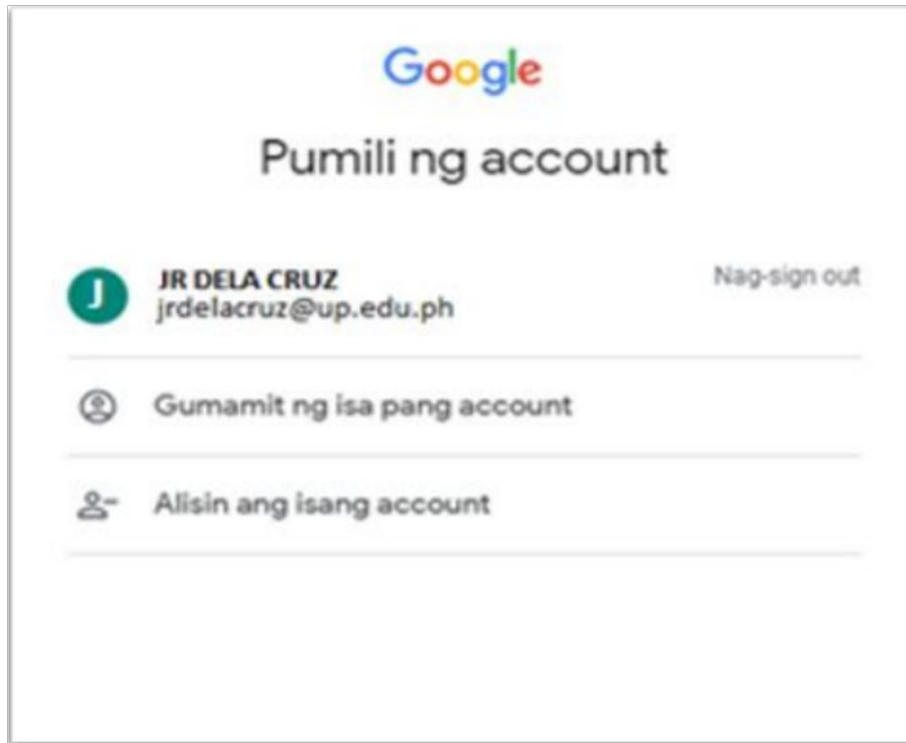 Google
Pumili ng account
J
JR DELA CRUZ
Nag-sign out
jrdelacruz@up.edu.ph
Gumamit ng isa pang account
Alisin ang isang account